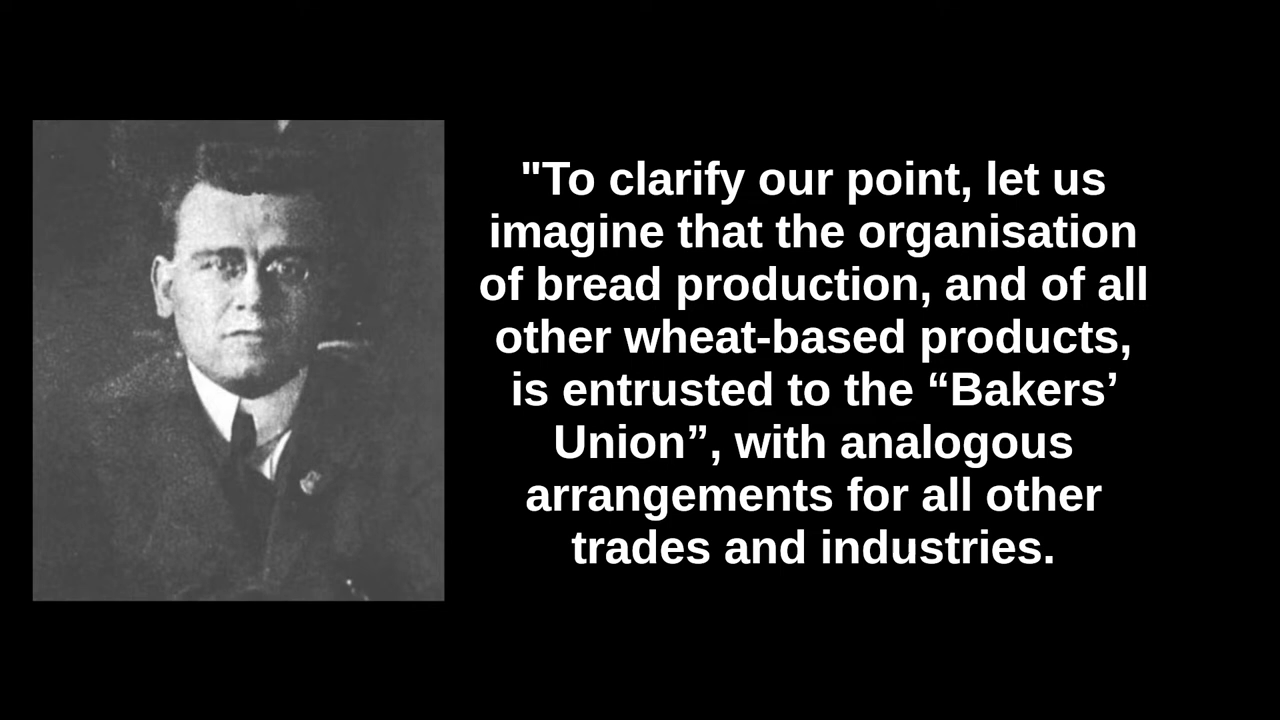 "To clarify our point, let us
imagine that the organisation
of bread production, and of all
other wheat-based products,
is entrusted to the “Bakers’
Union”, with analogous
arrangements for all other
trades and industries.